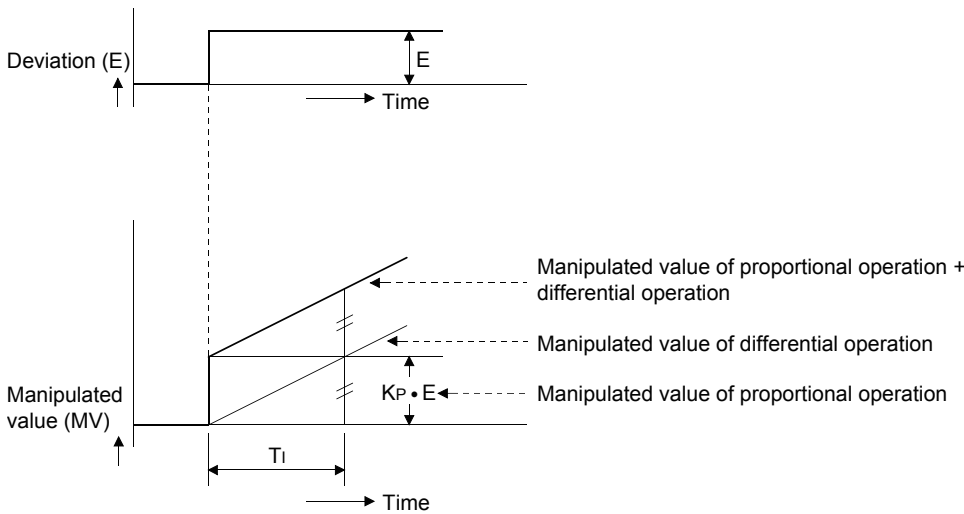 Deviation (E)
E
Time
Manipulated value of proportional operation +
differential operation
Manipulated value of differential operation
Manipulated
value (MV)
KP • E
Manipulated value of proportional operation
TI
Time